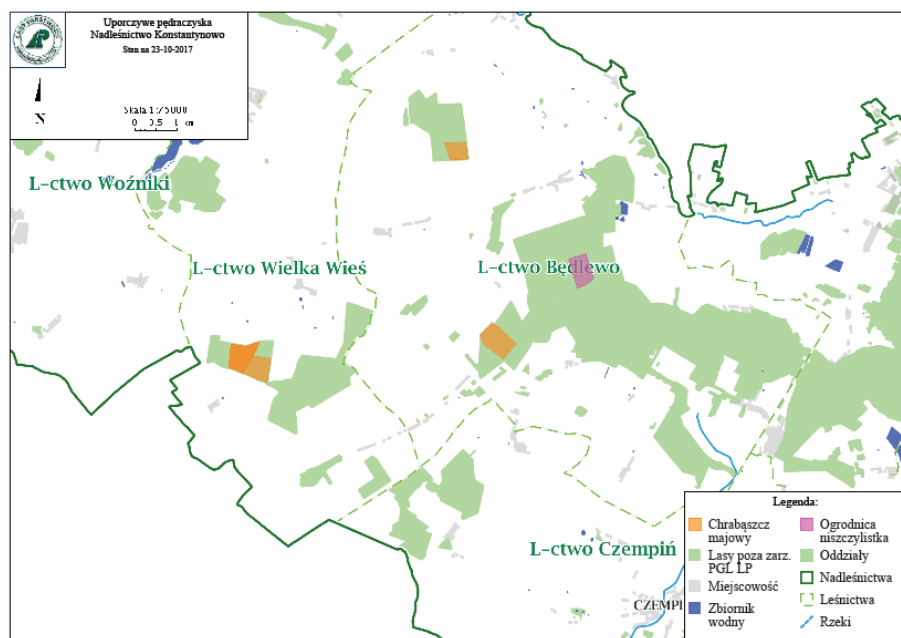 LASY PAŃSTWOWE
Uporczywe pędraczyska
Nadleśnictwo Konstantynowo
Stan na 23-10-2017
N
Skala 1:75000
0 0.5 1 km
L-ctwo Woźniki
L-ctwo Wielka Wieś
L-ctwo Będlewo
L-ctwo Czempiń
CZEMPI
Legenda:
Chrabąszcz
majowy
Lasy poza zarz.
PGL LP
Miejscowość
Zbiornik
wodny
Ogrodnica
niszczylistka
Oddziały
Nadleśnictwa
Leśnictwa
Rzeki